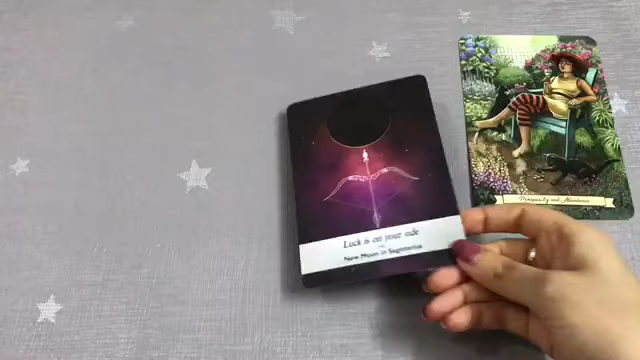 Luck is on your side
New Moon in Sagittarius
Prosperity and Abundance